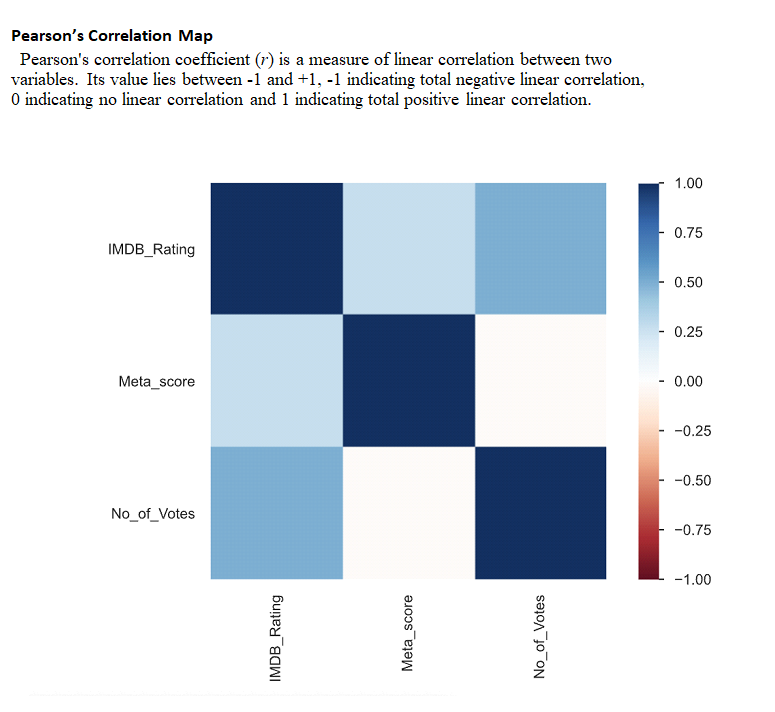 Pearson's Correlation Map
Pearson's correlation coefficient (r) is a measure of linear correlation between two
variables. Its value lies between -1 and +1, -1 indicating total negative linear correlation,
0 indicating no linear correlation and 1 indicating total positive linear correlation.
IMDB_Rating
Meta_score
No_of_Votes
IMDB_Rating
Meta_score
No_of_Votes
1.00
0.75
0.50
0.25
0.00
−0.25
−0.50
−0.75
−1.00